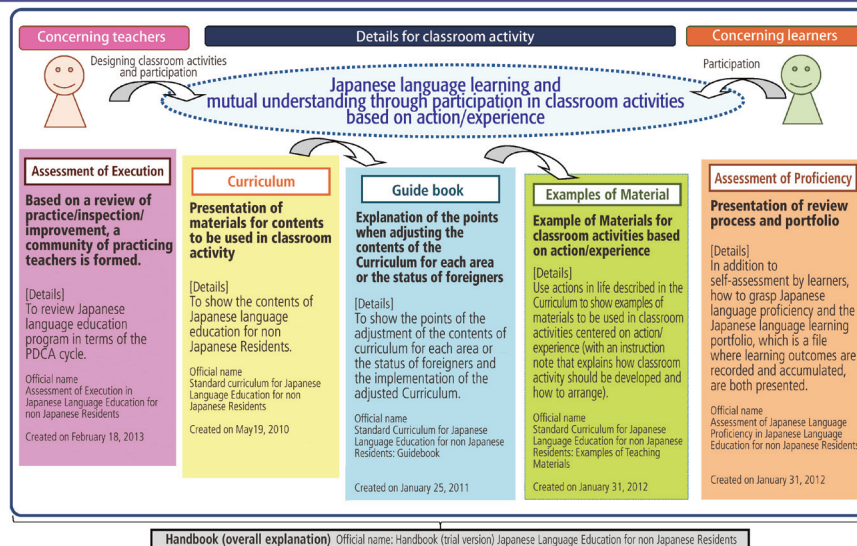 Concerning teachers
Details for classroom activity
Concerning learners
Designing classroom activities
and participation
Participation
Japanese language learning and
mutual understanding through participation in classroom activities
based on action/experience
Assessment of Execution
Based on a review of
practice/inspection/
improvement, a
community of practicing
teachers is formed.
[Details]
To review Japanese
language education
program in terms of the
PDCA cycle.
Official name
Assessment of Execution in
Japanese Language Education for
non Japanese Residents
Created on February 18, 2013
Curriculum
Presentation of
materials for contents
to be used in classroom
activity
[Details]
To show the contents of
Japanese language
education for non
Japanese Residents.
Official name
Standard curriculum for Japanese
Language Education for non
Japanese Residents
Created on May19, 2010
Guide book
Explanation of the points
when adjusting the
contents of the
Curriculum for each area
or the status of foreigners
[Details]
To show the points of the
adjustment of the contents of
curriculum for each area or
the status of foreigners and
the implementation of the
adjusted Curriculum.
Official name
Standard Curriculum for Japanese
Language Education for non Japanese
Residents: Guidebook
Created on January 25, 2011
Examples of Material
Example of Materials for
classroom activities based
on action/experience
[Details]
Use actions in life described in the
Curriculum to show examples of
materials to be used in classroom
activities centered on action/
experience (with an instruction
note that explains how classroom
activity should be developed and
how to arrange).
Official name
Standard Curriculum for Japanese
Language Education for non Japanese
Residents: Examples of Teaching
Materials
Created on January 31, 2012
Assessment of Proficiency
Presentation of review
process and portfolio
[Details]
In addition to
self-assessment by learners,
how to grasp Japanese
language proficiency and the
Japanese language learning
portfolio, which is a file
where learning outcomes are
recorded and accumulated,
are both presented.
Official name
Assessment of Japanese Language
Proficiency in Japanese Language
Education for non Japanese Residents
Created on January 31, 2012
Handbook (overall explanation) Official name: Handbook (trial version) Japanese Language Education for non Japanese Residents